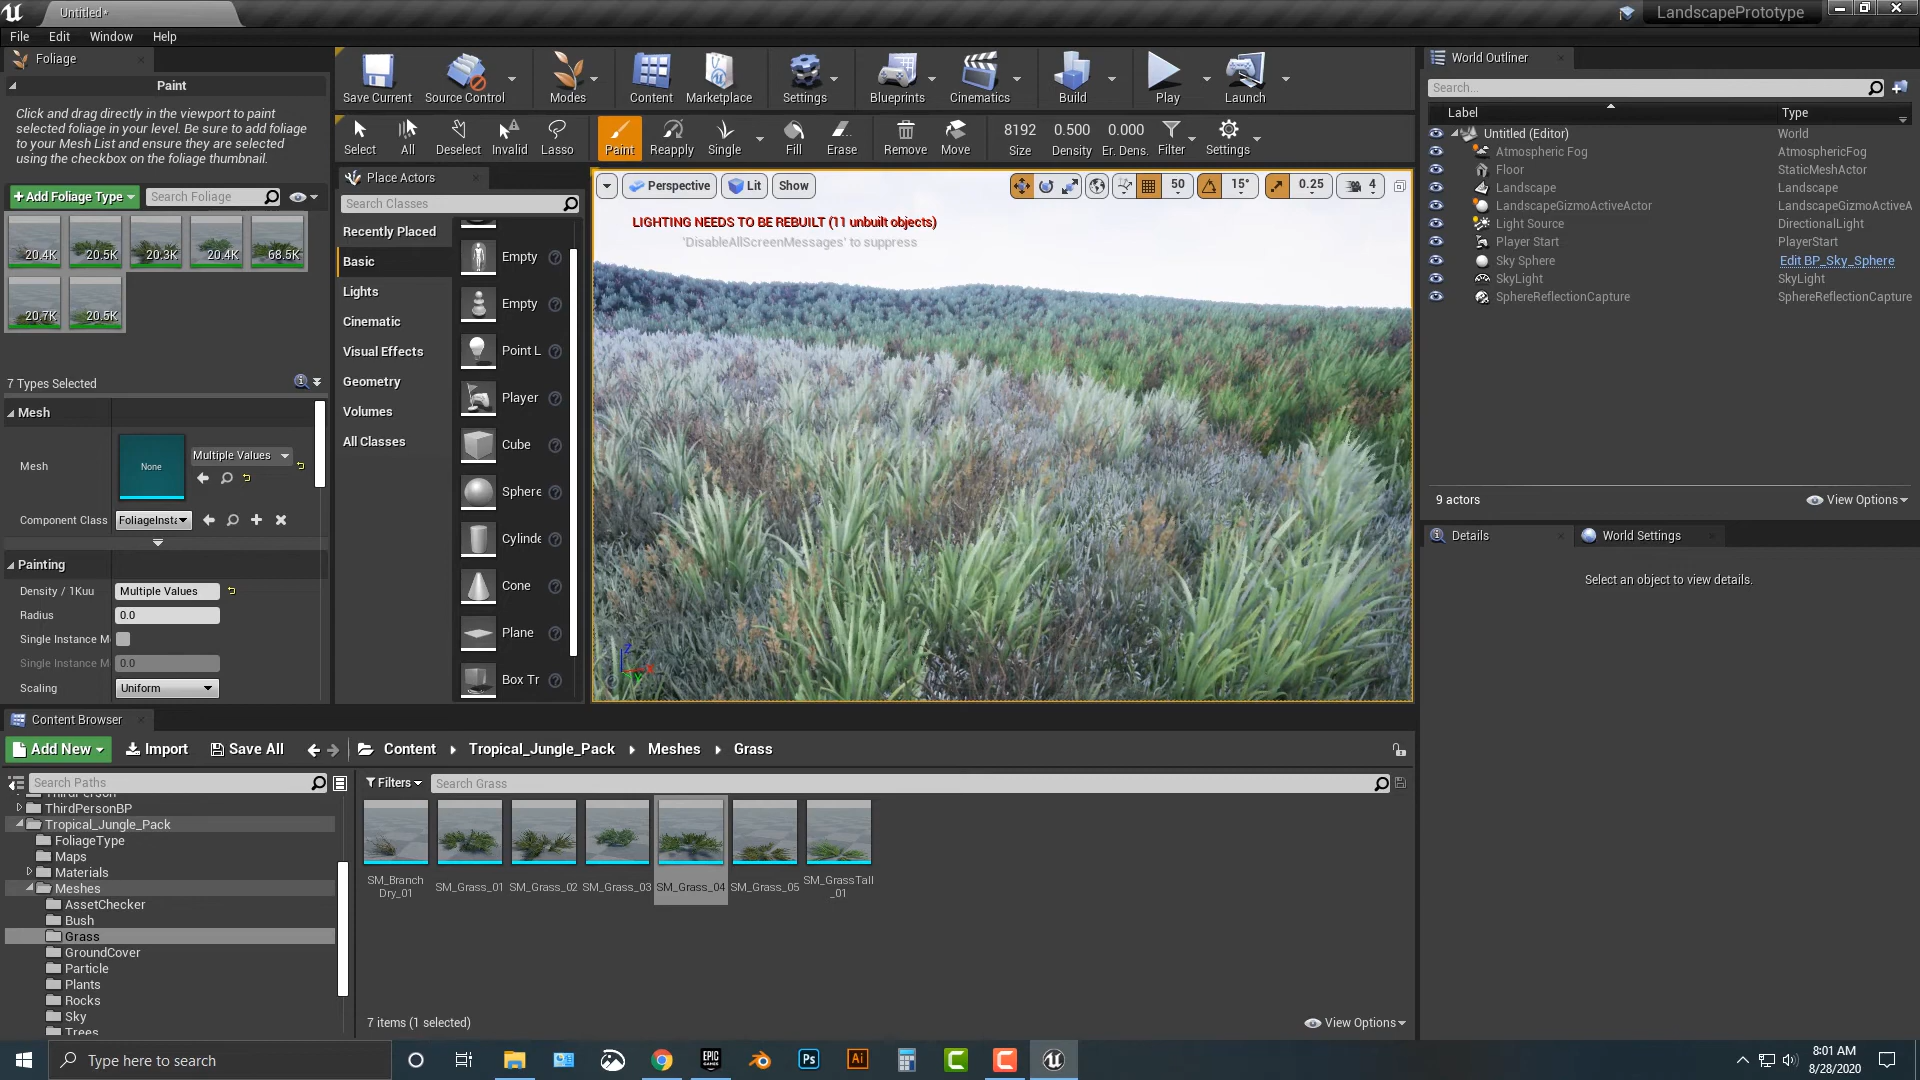 Untitled*
LandscapePrototype
File Edit Window Help
Foliage
Paint
Click and drag directly in the viewport to paint
selected foliage in your level. Be sure to add foliage
to your Mesh List and ensure they are selected
using the checkbox on the foliage thumbnail.
+Add Foliage Type
Search Foliage
20.4K 20.5K 20.3K 20.4K 68.5K
20.7K 20.5K
7 Types Selected
Mesh
Mesh
None
Multiple Values
Component Class
FoliageInsta
Painting
Density / 1Kuu
Multiple Values
Radius
0.0
Single Instance M
Single Instance M
0.0
Scaling
Uniform
Save Current Source Control Modes Content Marketplace Settings Blueprints Cinematics Build Play Launch
8192 0.500 0.000
Select All Deselect Invalid Lasso Paint Reapply Single Fill Erase Remove Move Size Density Er. Dens. Filter Settings
Place Actors
Search Classes
Recently Placed
Basic
Lights
Cinematic
Visual Effects
Geometry
Volumes
All Classes
Empty
Empty
Point L
Player
Cube
Sphere
Cylinde
Cone
Plane
Box Tr
Perspective Lit Show
50 15° 0.25 4
LIGHTING NEEDS TO BE REBUILT (11 unbuilt objects)
'DisableAllScreenMessages' to suppress
Z
X
Y
World Outliner
Search...
Label Type
Untitled (Editor) World
Atmospheric Fog AtmosphericFog
Floor StaticMeshActor
Landscape Landscape
LandscapeGizmoActiveActor LandscapeGizmoActiveA
Light Source DirectionalLight
Player Start PlayerStart
Sky Sphere Edit BP_Sky_Sphere
SkyLight SkyLight
SphereReflectionCapture SphereReflectionCapture
9 actors
View Options
Details
World Settings
Select an object to view details.
Content Browser
Add New Import Save All Content Tropical_Jungle_Pack Meshes Grass
Search Paths
Filters
Search Grass
ThirdPerson
ThirdPersonBP
Tropical_Jungle_Pack
FoliageType
Maps
Materials
Meshes
AssetChecker
Bush
Grass
GroundCover
Particle
Plants
Rocks
Sky
Trees
SM_Branch
Dry_01
SM_Grass_01
SM_Grass_02
SM_Grass_03
SM_Grass_04
SM_Grass_05
SM_GrassTall
_01
7 items (1 selected)
View Options
Type here to search
EPIC
GAMES
Ps
Ai
8:01 AM
8/28/2020